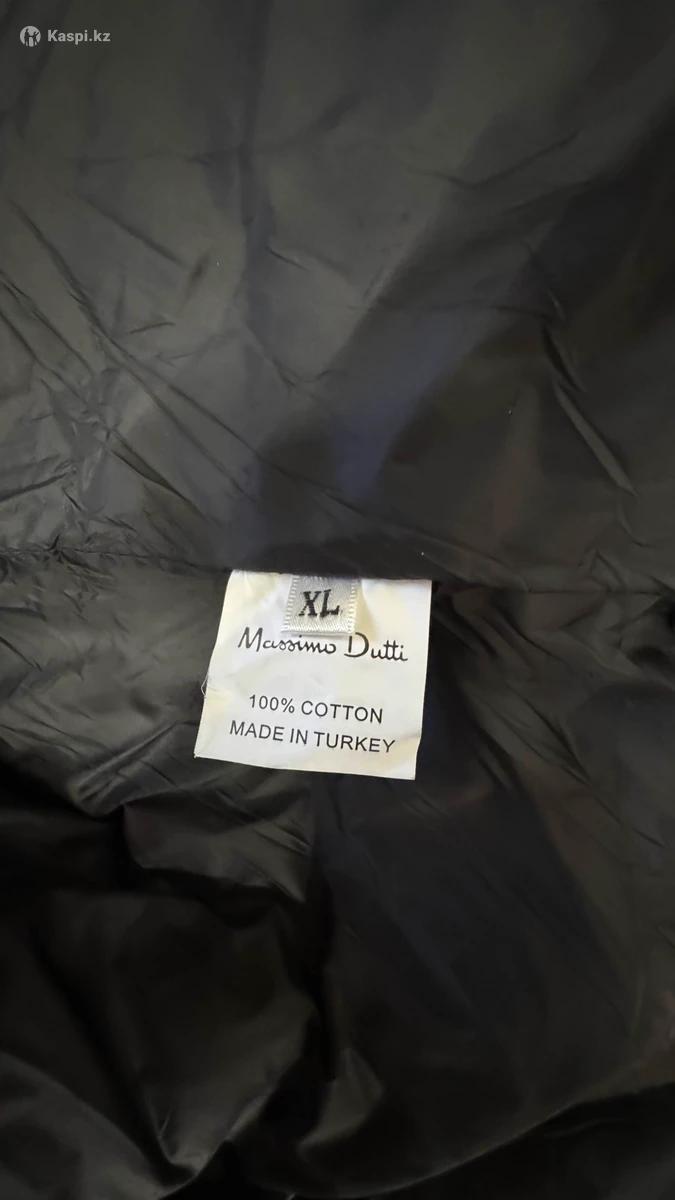 Kaspi.kz
XL
Massimo Dutti
100% COTTON
MADE IN TURKEY